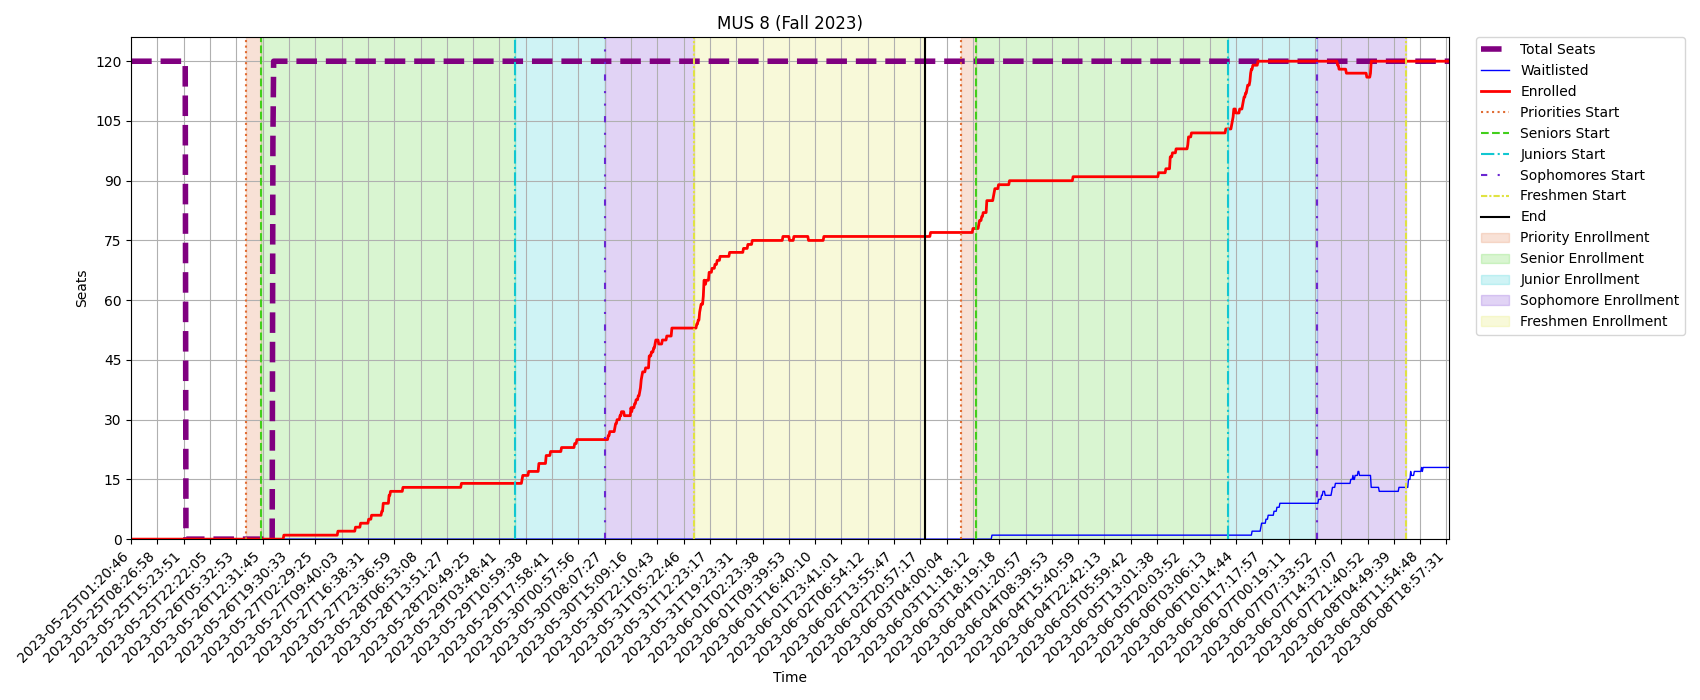 MUS 8 (Fall 2023)
Seats
120
105
90
75
60
45
30
15
0
2023-05-25T01:20:46
2023-05-25T08:26:58
2023-05-25T15:23:51
2023-05-25T22:22:05
2023-05-26T05:32:53
2023-05-26T12:31:45
2023-05-26T19:30:33
2023-05-27T02:29:25
2023-05-27T09:40:03
2023-05-27T16:38:31
2023-05-27T23:36:59
2023-05-28T06:53:08
2023-05-28T13:51:27
2023-05-28T20:49:25
2023-05-29T03:48:41
2023-05-29T10:59:38
2023-05-29T17:58:41
2023-05-30T00:57:56
2023-05-30T08:07:27
2023-05-30T15:09:16
2023-05-30T22:10:43
2023-05-31T05:22:46
2023-05-31T12:23:17
2023-05-31T19:23:31
2023-06-01T02:23:38
2023-06-01T09:39:53
2023-06-01T16:40:10
2023-06-01T23:41:01
2023-06-02T06:54:12
2023-06-02T13:55:47
2023-06-02T20:57:17
2023-06-03T04:00:04
2023-06-03T11:18:12
2023-06-03T18:19:18
2023-06-04T01:20:57
2023-06-04T08:39:53
2023-06-04T15:40:59
2023-06-04T22:42:13
2023-06-05T05:59:42
2023-06-05T13:01:38
2023-06-05T20:03:52
2023-06-06T03:06:13
2023-06-06T10:14:44
2023-06-06T17:17:57
2023-06-07T00:19:11
2023-06-07T07:33:52
2023-06-07T14:37:07
2023-06-07T21:40:52
2023-06-08T04:49:39
2023-06-08T11:54:48
2023-06-08T18:57:31
Time
Total Seats
Waitlisted
Enrolled
Priorities Start
Seniors Start
Juniors Start
Sophomores Start
Freshmen Start
End
Priority Enrollment
Senior Enrollment
Junior Enrollment
Sophomore Enrollment
Freshmen Enrollment